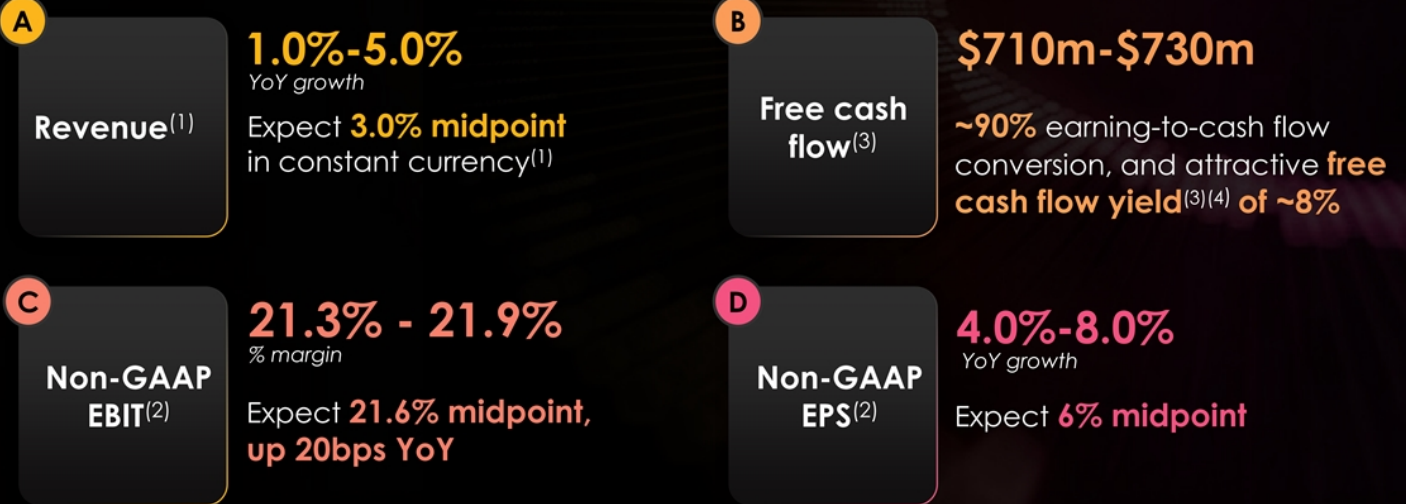 A
Revenue(1)
1.0%-5.0%
YoY growth
Expect 3.0% midpoint
in constant currency(1)
B
Free cash
flow(3)
$710m-$730m
~90% earning-to-cash flow
conversion, and attractive free
cash flow yield(3)(4) of ~8%
C
Non-GAAP
EBIT(2)
21.3% - 21.9%
% margin
Expect 21.6% midpoint,
up 20bps YoY
D
Non-GAAP
EPS(2)
4.0%-8.0%
YoY growth
Expect 6% midpoint